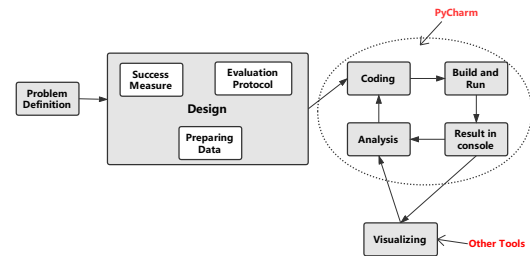 PyCharm
Success
Measure
Evaluation
Protocol
Coding
Build and
Run
Problem
Definition
Design
Preparing
Data
Analysis
Result in
console
Visualizing
Other Tools